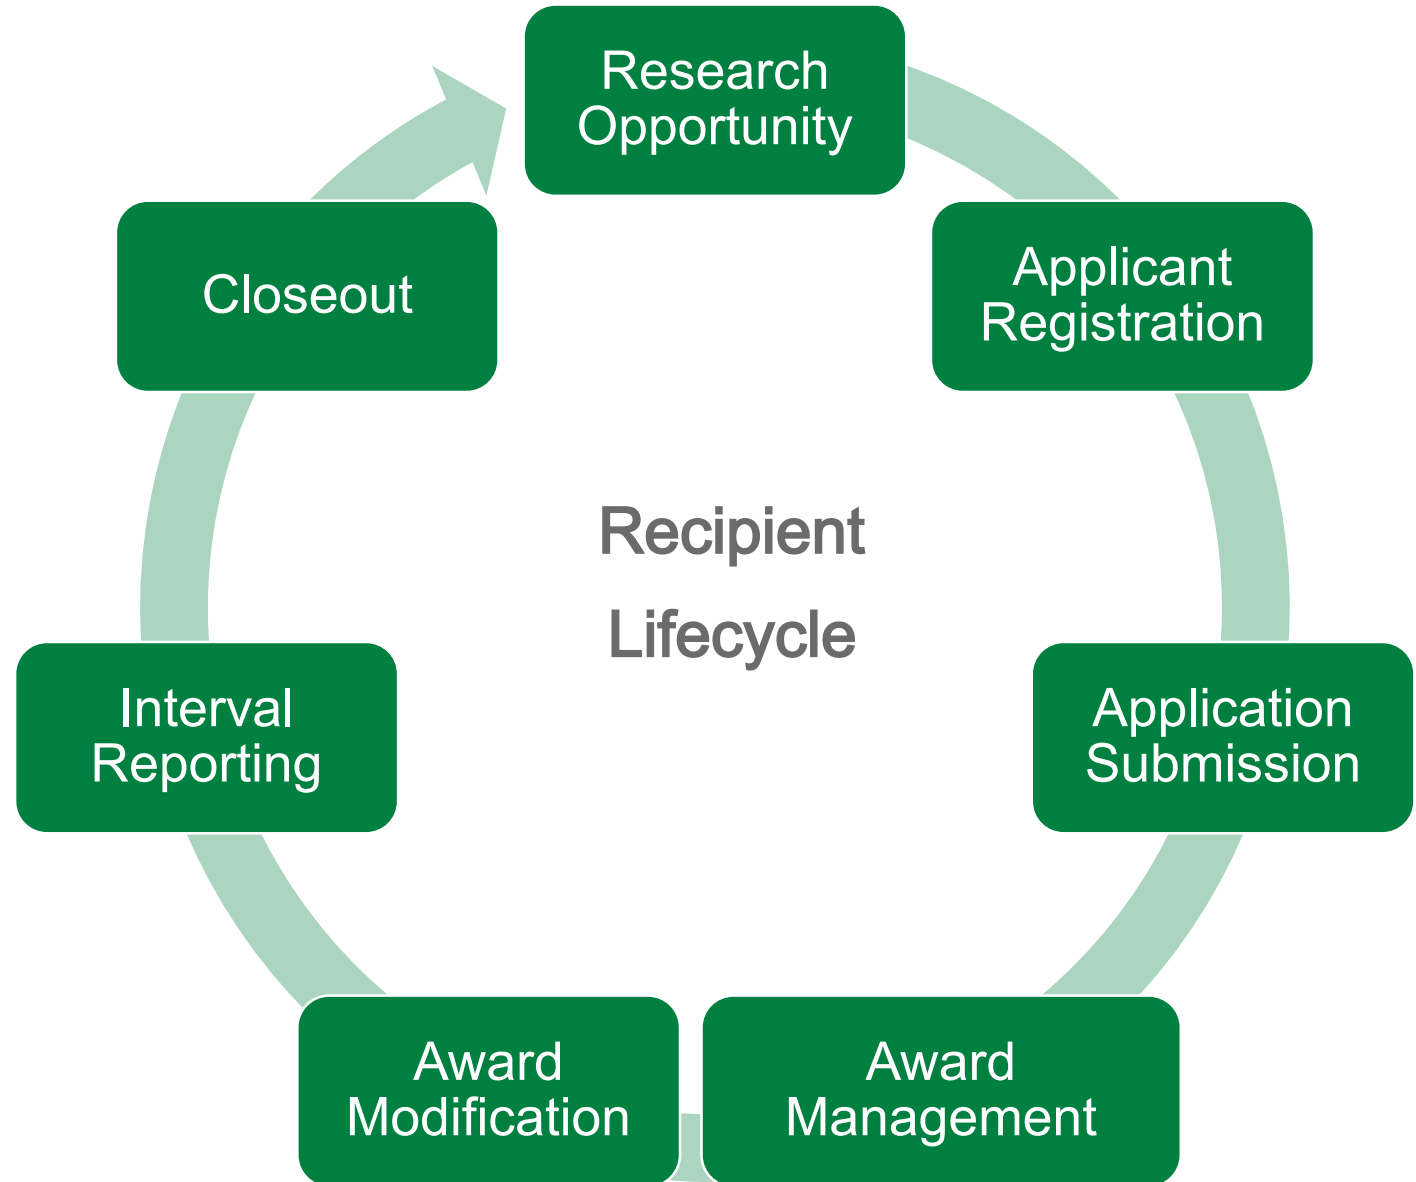 Research
Opportunity
Applicant
Registration
Application
Submission
Award
Management
Award
Modification
Interval
Reporting
Closeout
Recipient
Lifecycle